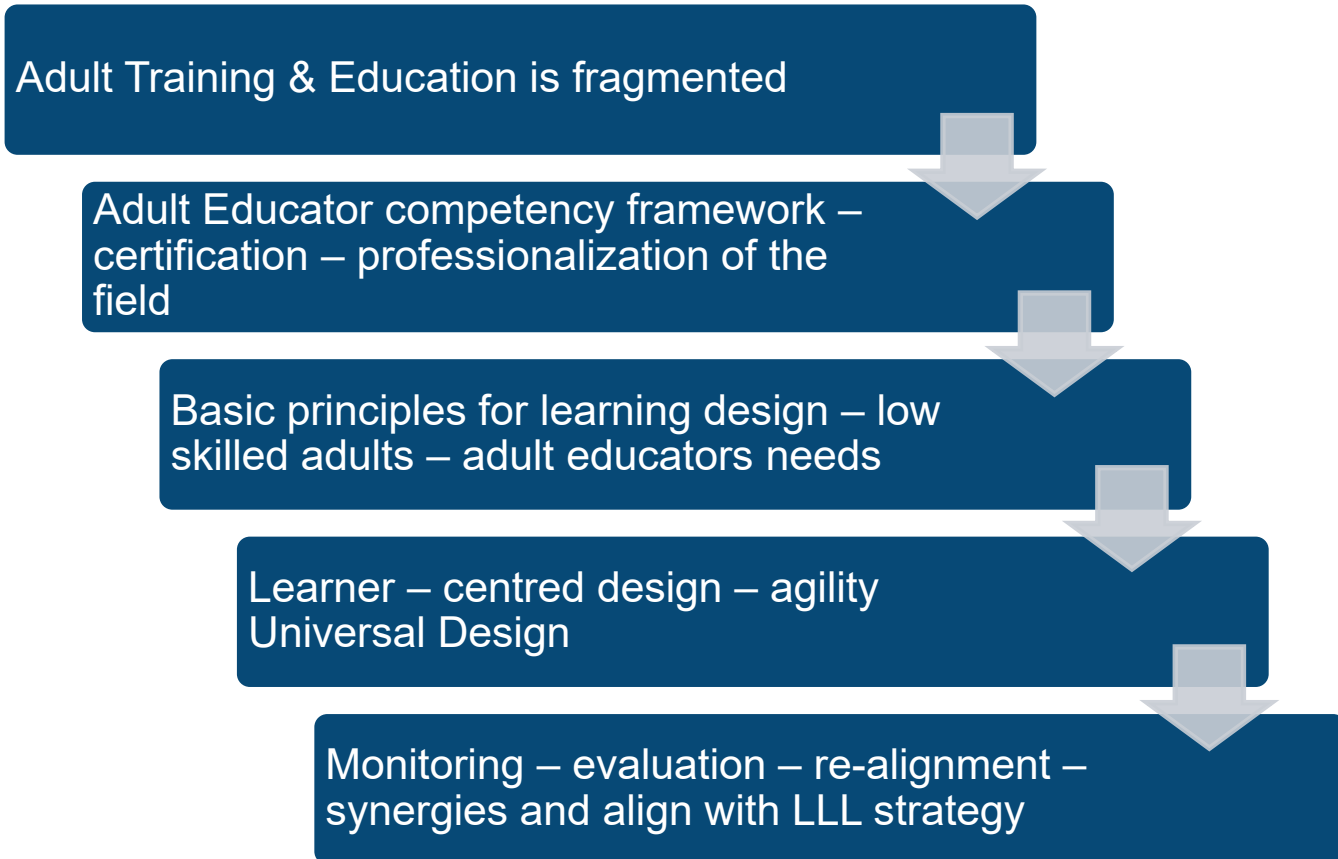 Adult Training & Education is fragmented
Adult Educator competency framework –
certification – professionalization of the
field
Basic principles for learning design – low
skilled adults – adult educators needs
Learner – centred design – agility
Universal Design
Monitoring – evaluation – re-alignment –
synergies and align with LLL strategy